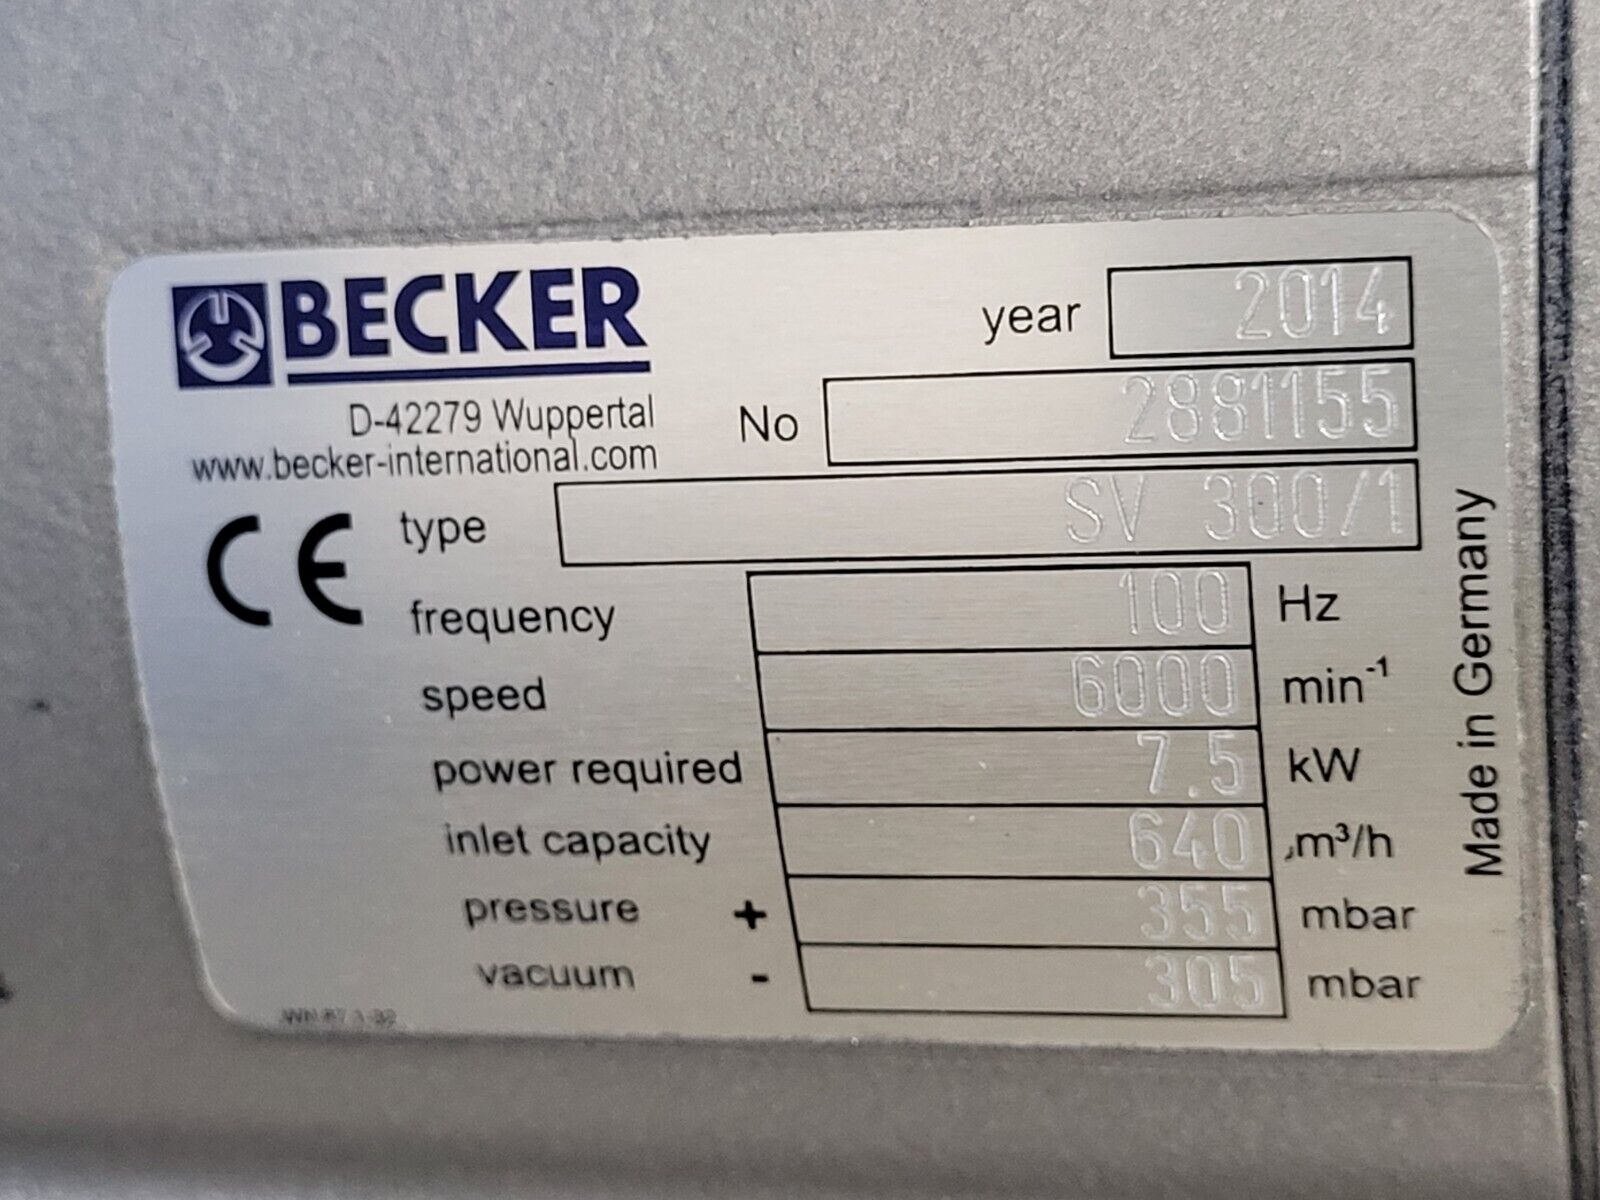 BECKER
D-42279 Wuppertal
www.becker-international.com
year 2014
No 2881155
type SV 300/1
frequency 100 Hz
speed 6000 min⁻¹
power required 7.5 kW
inlet capacity 640 m³/h
pressure + 355 mbar
vacuum - 305 mbar
CE
Made in Germany